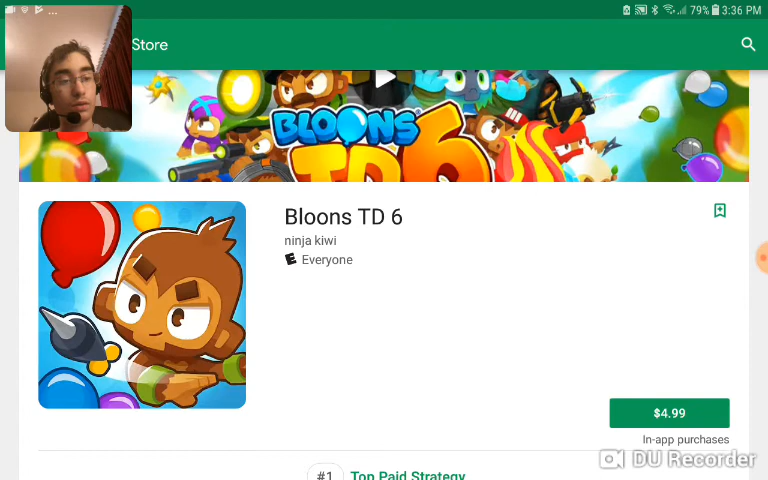 79% 3:36 PM
Store
BLOONS
TD 6
Bloons TD 6
ninja kiwi
E Everyone
$4.99
In-app purchases
DU Recorder
#1 Top Paid Strategy